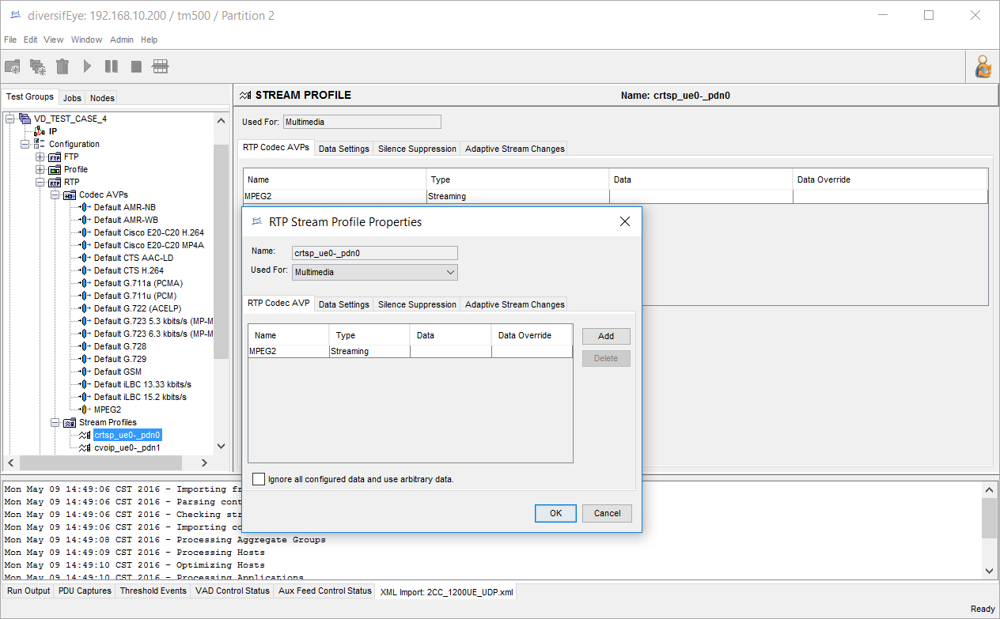 diversifEye: 192.168.10.200 / tm500 / Partition 2
File Edit View Window Admin Help
Test Groups Jobs Nodes
VD_TEST_CASE_4
IP
Configuration
FTP
Profile
RTP
Codec AVPs
Default AMR-NB
Default AMR-WB
Default Cisco E20-C20 H.264
Default Cisco E20-C20 MP4A
Default CTS AAC-LD
Default CTS H.264
Default G.711a (PCMA)
Default G.711u (PCM)
Default G.722 (ACELP)
Default G.723 5.3 kbits/s (MP-M
Default G.723 6.3 kbits/s (MP-M
Default G.728
Default G.729
Default GSM
Default iLBC 13.33 kbits/s
Default iLBC 15.2 kbits/s
MPEG2
Stream Profiles
crtsp_ue0-_pdn0
cvoip_ue0-_pdn1
STREAM PROFILE Name: crtsp_ue0-_pdn0
Used For: Multimedia
RTP Codec AVPs Data Settings Silence Suppression Adaptive Stream Changes
Name Type Data Data Override
MPEG2 Streaming
RTP Stream Profile Properties
Name: crtsp_ue0-_pdn0
Used For: Multimedia
RTP Codec AVP Data Settings Silence Suppression Adaptive Stream Changes
Name Type Data Data Override
MPEG2 Streaming
Add
Delete
Ignore all configured data and use arbitrary data.
OK Cancel
Mon May 09 14:49:06 CST 2016 - Importing fr
Mon May 09 14:49:06 CST 2016 - Parsing cont
Mon May 09 14:49:06 CST 2016 - Checking str
Mon May 09 14:49:06 CST 2016 - Importing co
Mon May 09 14:49:08 CST 2016 - Processing Aggregate Groups
Mon May 09 14:49:09 CST 2016 - Processing Hosts
Mon May 09 14:49:10 CST 2016 - Optimizing Hosts
Mon May 09 14:49:10 CST 2016 - Processing Applications
Run Output PDU Captures Threshold Events VAD Control Status Aux Feed Control Status XML Import: 2CC_1200UE_UDP.xml
Ready